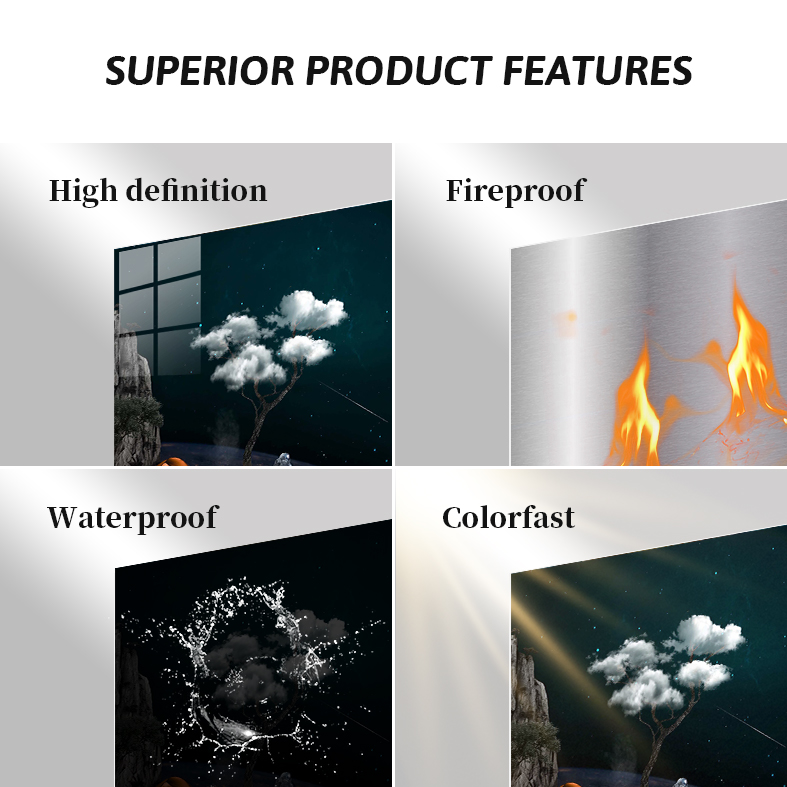 SUPERIOR PRODUCT FEATURES
High definition
Fireproof
Waterproof
Colorfast